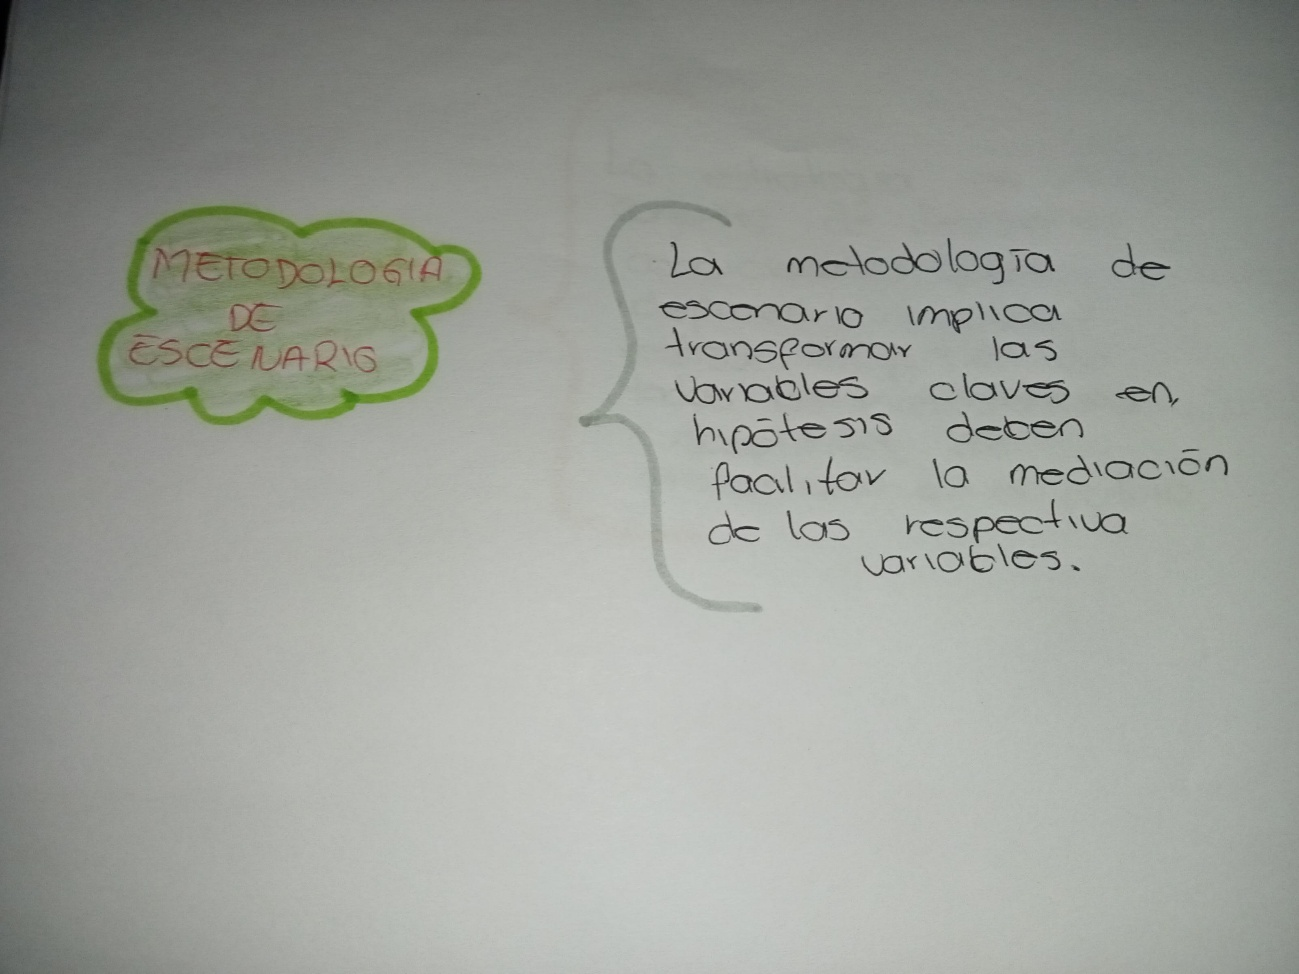 METODOLOGIA
DE
ESCENARIO
La metodología de
escenario implica
transformar las
variables claves en,
hipótesis deben
facilitar la mediación
de las respectiva
variables.